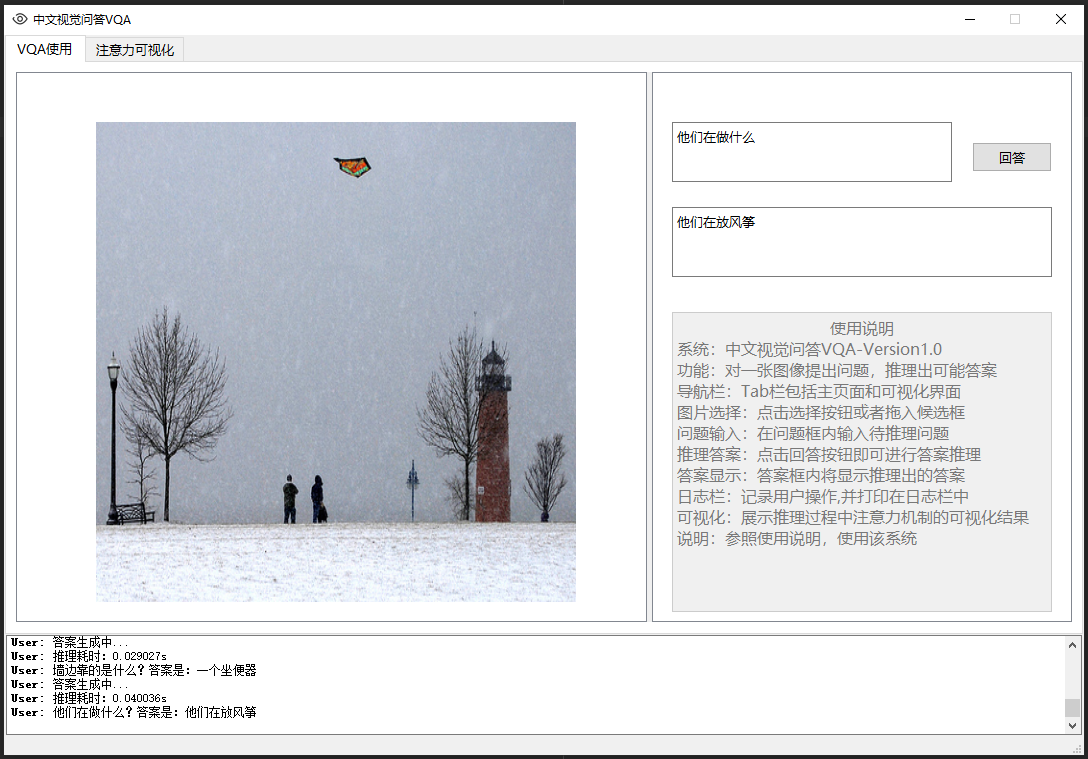 中文视觉问答VQA
VQA使用
注意力可视化
他们在做什么
回答
他们在放风筝
使用说明
系统：中文视觉问答VQA-Version1.0
功能：对一张图像提出问题，推理出可能答案
导航栏：Tab栏包括主页面和可视化界面
图片选择：点击选择按钮或者拖入候选框
问题输入：在问题框内输入待推理问题
推理答案：点击回答按钮即可进行答案推理
答案显示：答案框内将显示推理出的答案
日志栏：记录用户操作,并打印在日志栏中
可视化：展示推理过程中注意力机制的可视化结果
说明：参照使用说明，使用该系统
User: 答案生成中...
User: 推理耗时：0.029027s
User: 墙边靠的是什么？答案是：一个坐便器
User: 答案生成中...
User: 推理耗时：0.040036s
User: 他们在做什么？答案是：他们在放风筝